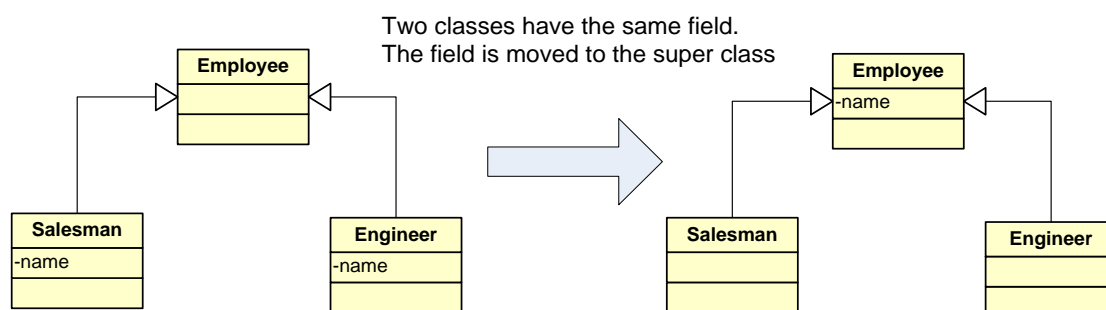 Two classes have the same field.
The field is moved to the super class
Employee
Salesman
-name
Engineer
-name
Employee
-name
Salesman
Engineer